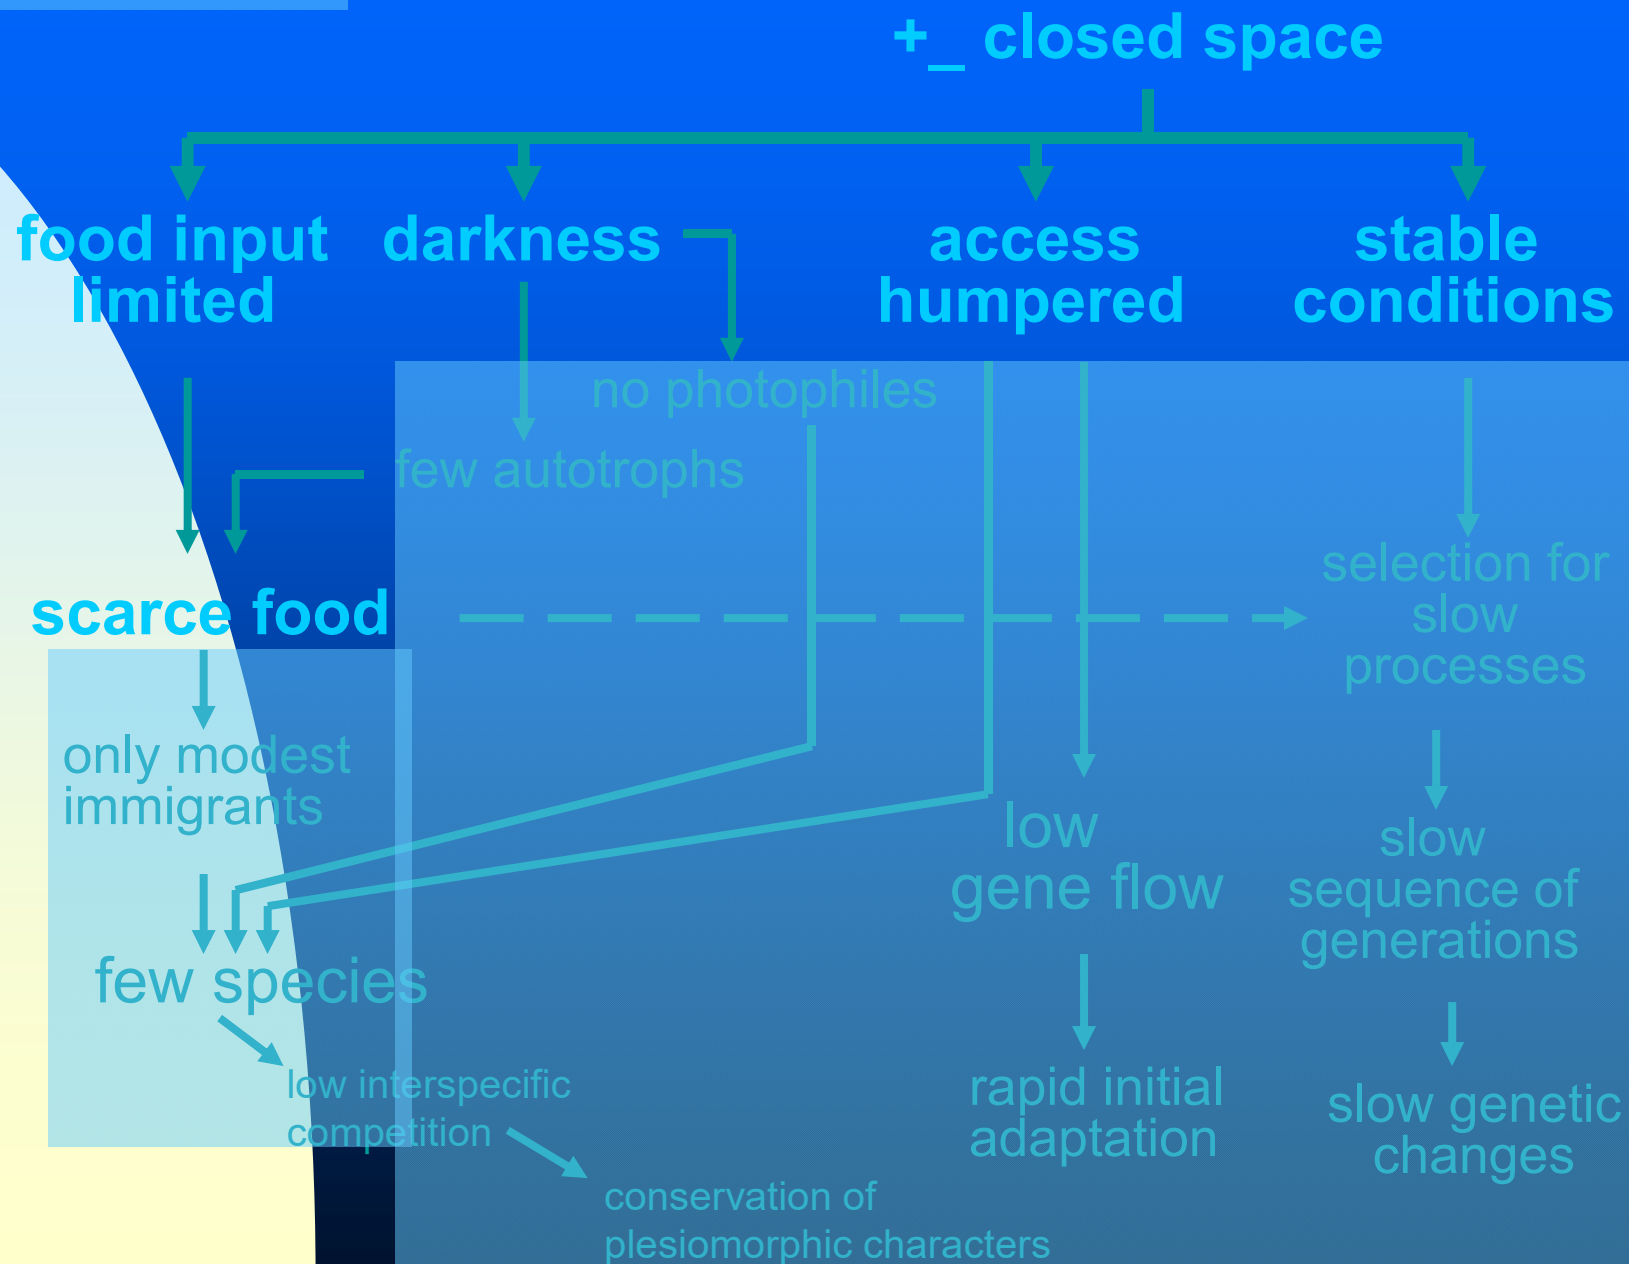 +_ closed space
food input
limited
darkness
access
humpered
stable
conditions
no photophiles
few autotrophs
scarce food
selection for
slow
processes
only modest
immigrants
low
gene flow
slow
sequence of
generations
few species
low interspecific
competition
rapid initial
adaptation
slow genetic
changes
conservation of
plesiomorphic characters